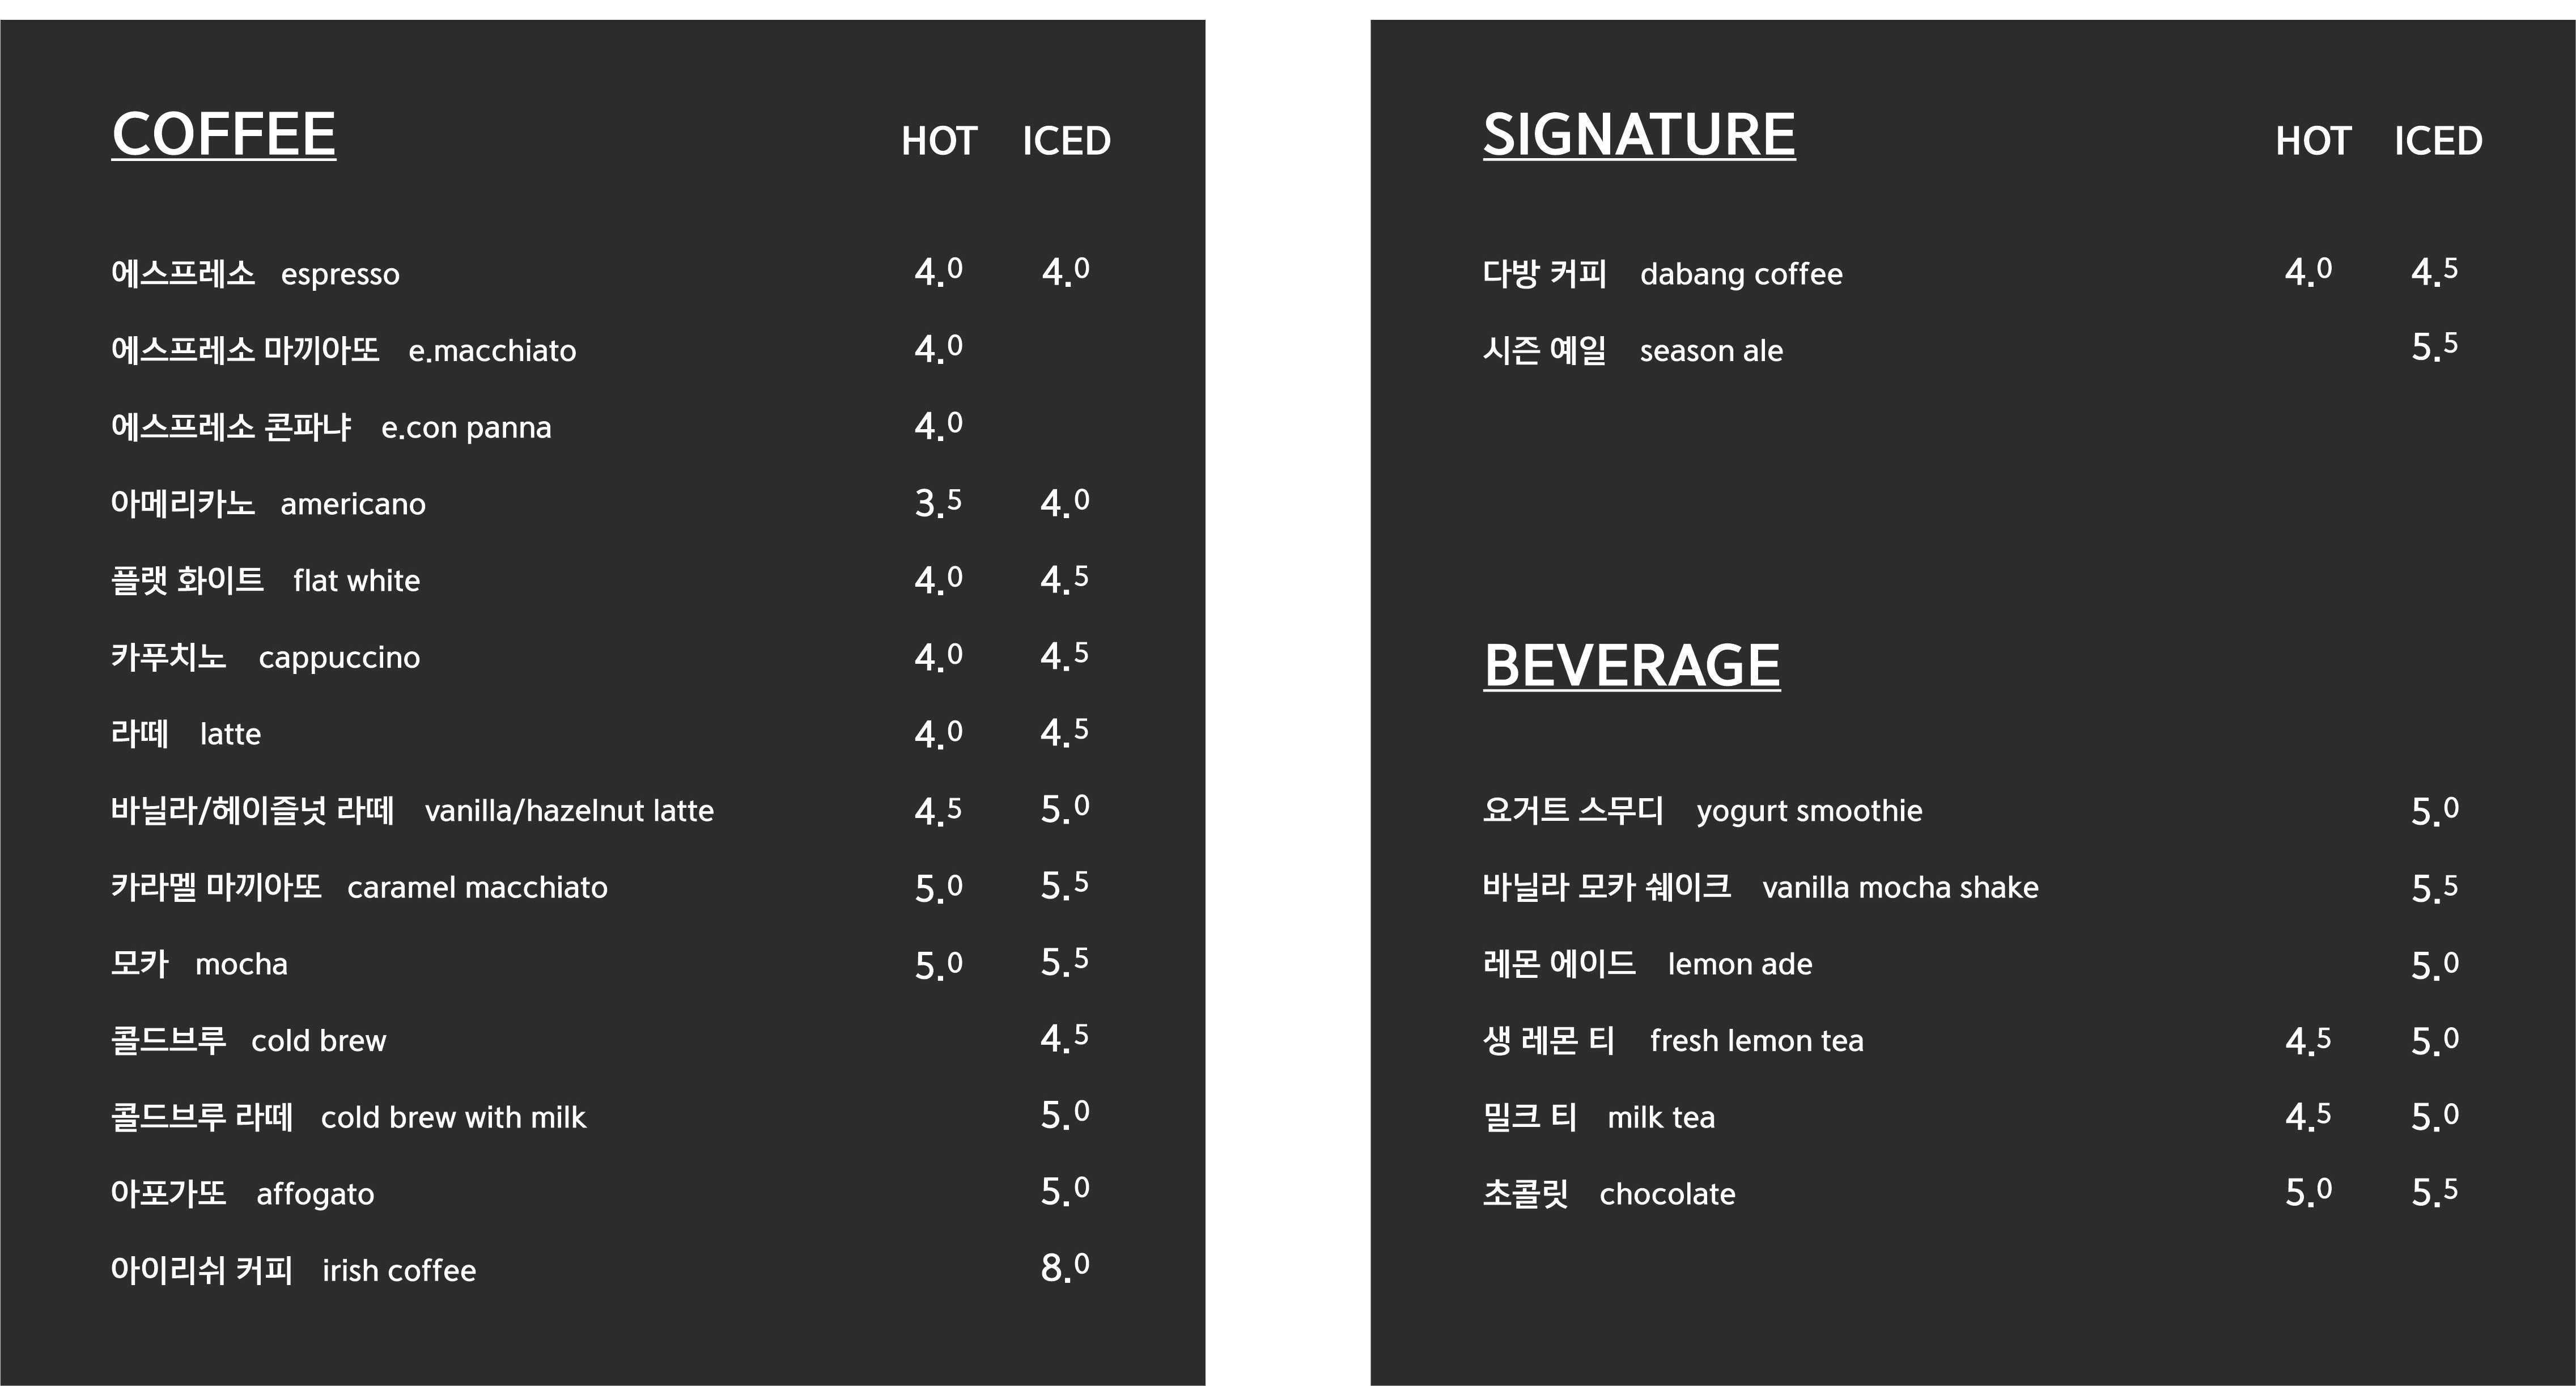 COFFEE HOT ICED
에스프레소 espresso 4.0 4.0
에스프레소 마끼아또 e.macchiato 4.0
에스프레소 콘파냐 e.con panna 4.0
아메리카노 americano 3.5 4.0
플랫 화이트 flat white 4.0 4.5
카푸치노 cappuccino 4.0 4.5
라떼 latte 4.0 4.5
바닐라/헤이즐넛 라떼 vanilla/hazelnut latte 4.5 5.0
카라멜 마끼아또 caramel macchiato 5.0 5.5
모카 mocha 5.0 5.5
콜드브루 cold brew 4.5
콜드브루 라떼 cold brew with milk 5.0
아포가또 affogato 5.0
아이리쉬 커피 irish coffee 8.0
SIGNATURE HOT ICED
다방 커피 dabang coffee 4.0 4.5
시즌 예일 season ale 5.5
BEVERAGE
요거트 스무디 yogurt smoothie 5.0
바닐라 모카 쉐이크 vanilla mocha shake 5.5
레몬 에이드 lemon ade 5.0
생 레몬 티 fresh lemon tea 4.5 5.0
밀크 티 milk tea 4.5 5.0
초콜릿 chocolate 5.0 5.5